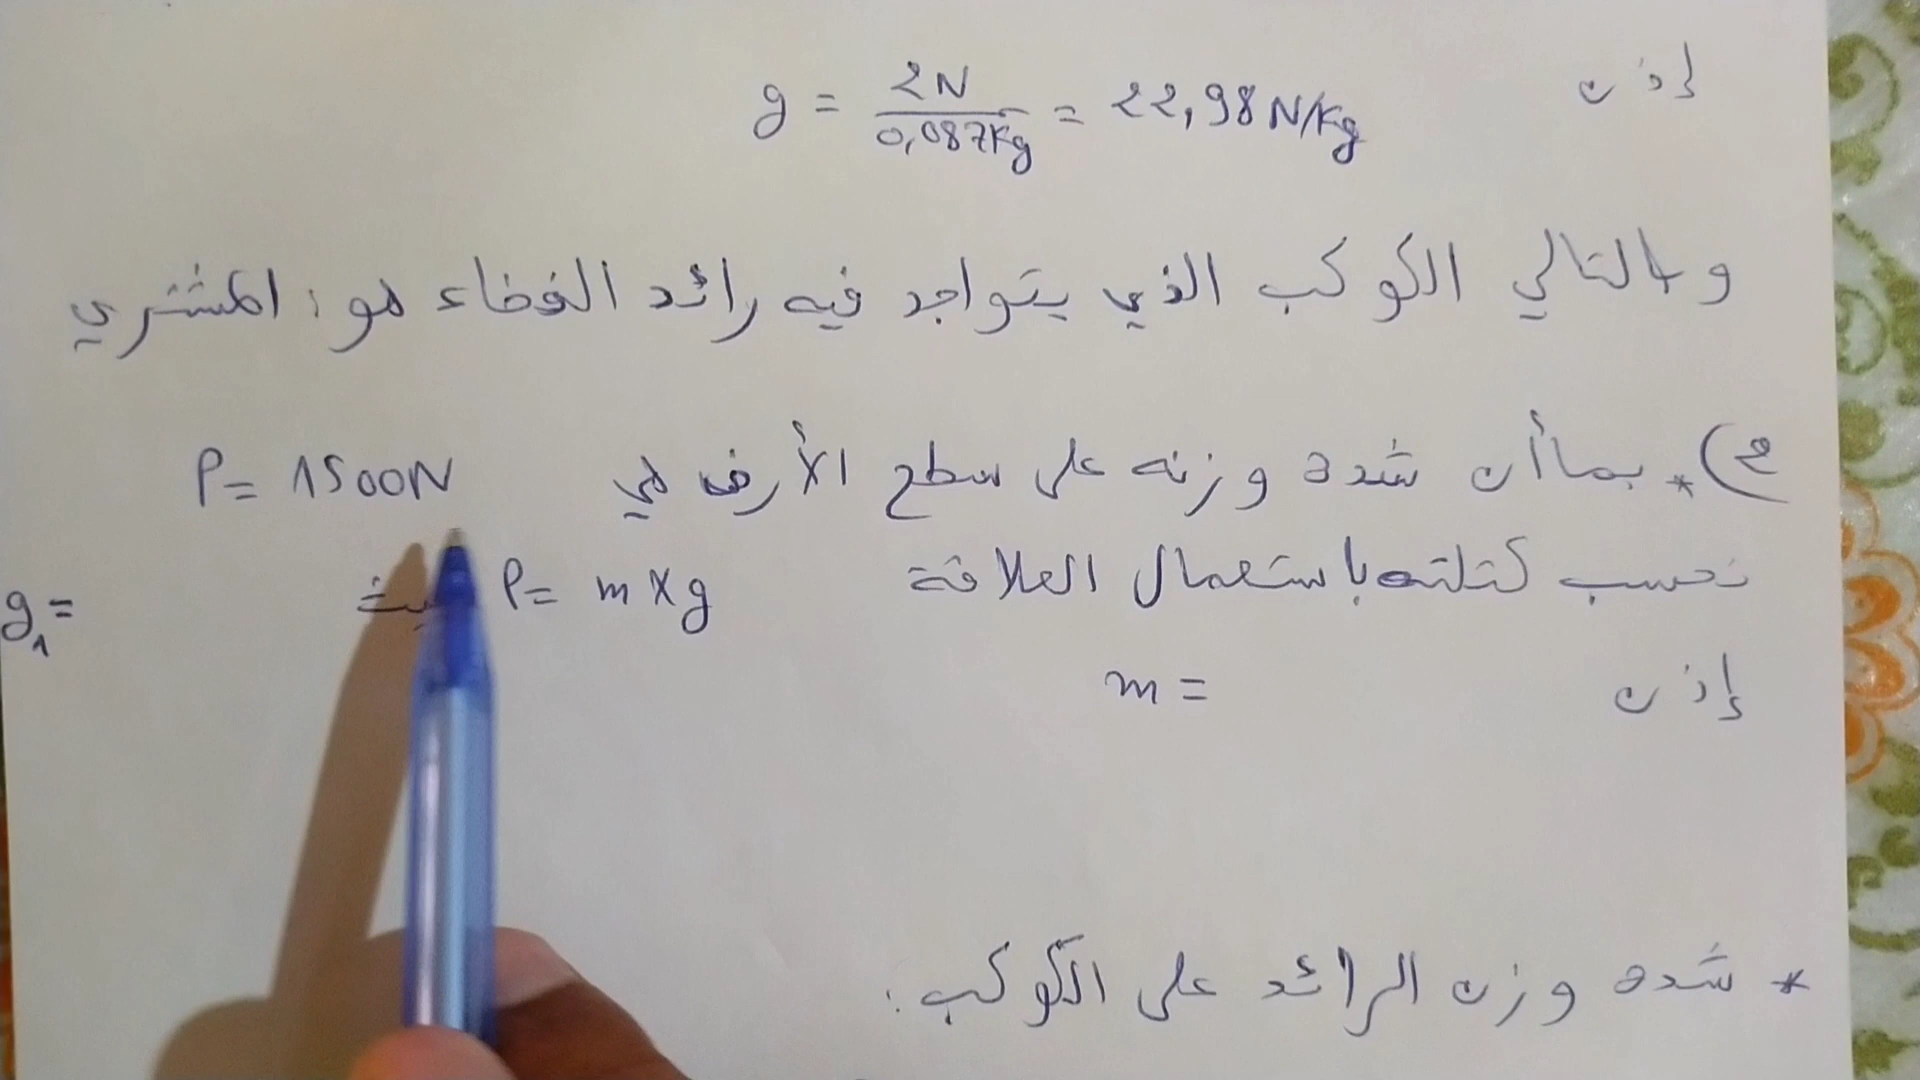 إذن g = 2N / 0,087Kg = 22,98 N/Kg
وبالتالي الكوكب الذي يتواجد فيه رائد الفضاء هو: المشتري
2) * بما أن شدة وزنه على سطح الأرض هي P = 1500N
نحسب كتلته باستعمال العلاقة P = m x g g₁ =
إذن m =
* شدة وزن الرائد على الكوكب: